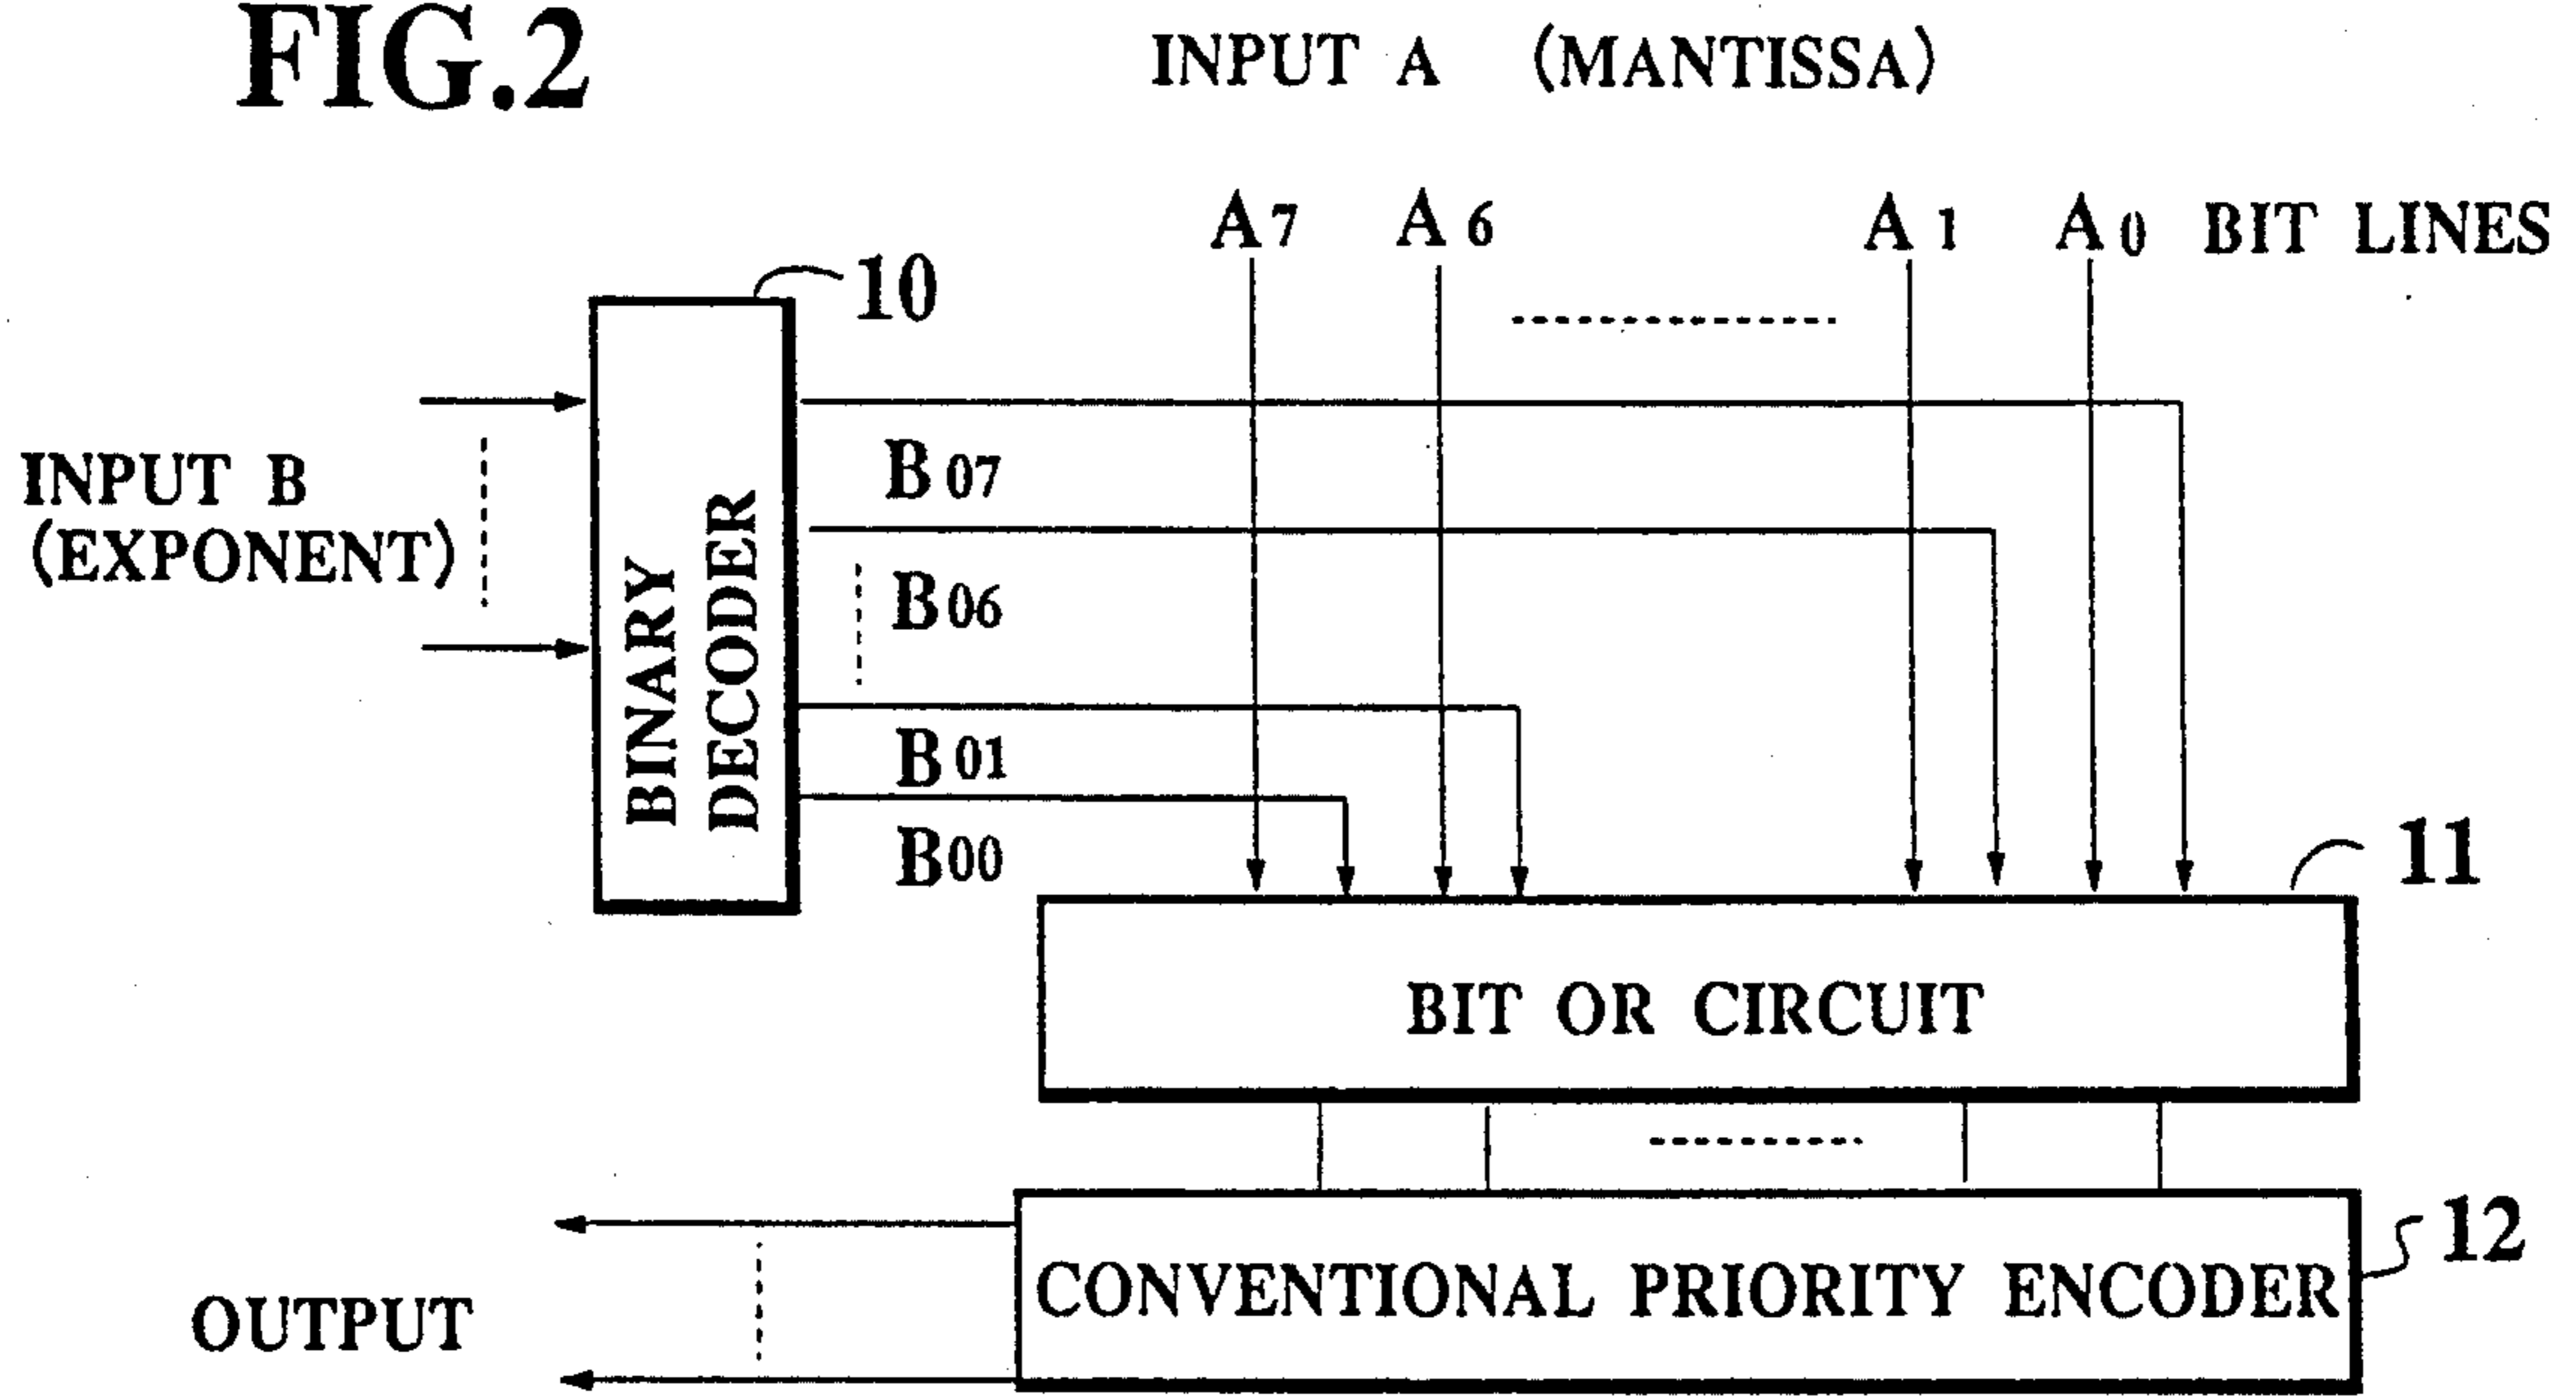 FIG.2
INPUT A (MANTISSA)
A7 A6 A1 A0 BIT LINES
10
INPUT B
(EXPONENT)
BINARY
DECODER
B07
B06
B01
B00
11
BIT OR CIRCUIT
12
CONVENTIONAL PRIORITY ENCODER
OUTPUT